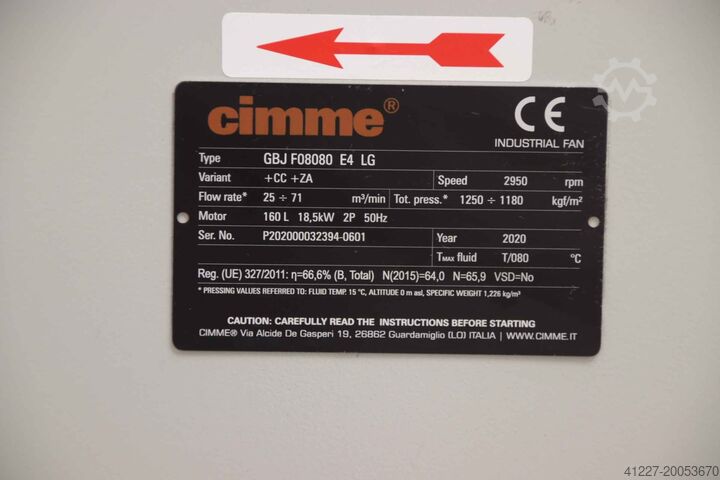 cimme®
CE
INDUSTRIAL FAN
Type GBJ F08080 E4 LG
Variant +CC +ZA Speed 2950 rpm
Flow rate* 25 ÷ 71 m³/min Tot. press.* 1250 ÷ 1180 kgf/m²
Motor 160 L 18,5kW 2P 50Hz
Ser. No. P202000032394-0601 Year 2020
TMAX fluid T/080 °C
Reg. (UE) 327/2011: η=66,6% (B, Total) N(2015)=64,0 N=65,9 VSD=No
* PRESSING VALUES REFERRED TO: FLUID TEMP. 15 °C, ALTITUDE 0 m asl, SPECIFIC WEIGHT 1,226 kg/m³
CAUTION: CAREFULLY READ THE INSTRUCTIONS BEFORE STARTING
CIMME® Via Alcide De Gasperi 19, 26862 Guardamiglio (LO) ITALIA | WWW.CIMME.IT
41227-20053670